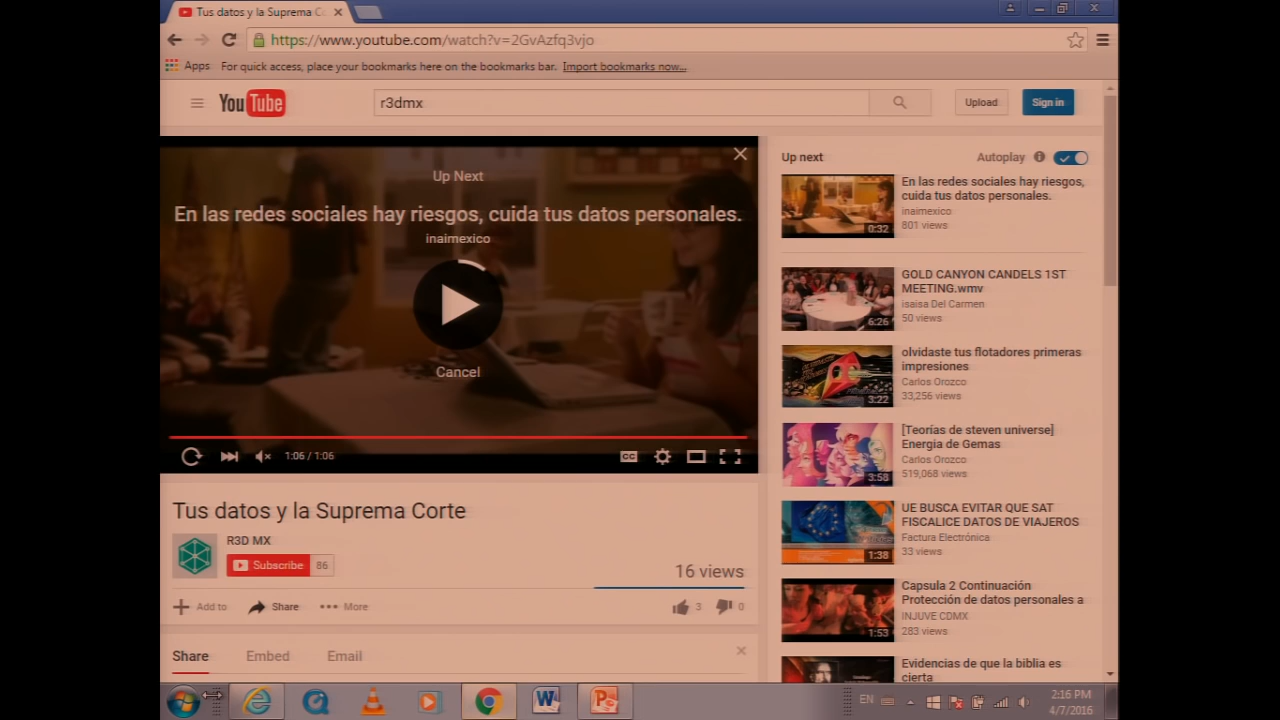 Tus datos y la Suprema Co
https://www.youtube.com/watch?v=2GvAzfq3vjo
Apps For quick access, place your bookmarks here on the bookmarks bar. Import bookmarks now...
YouTube
r3dmx
Upload
Sign in
Up Next
En las redes sociales hay riesgos, cuida tus datos personales.
inaimexico
Cancel
1:06 / 1:06
CC
Tus datos y la Suprema Corte
R3D MX
Subscribe 86
16 views
Add to Share More
3 0
Share Embed Email
Up next Autoplay
En las redes sociales hay riesgos,
cuida tus datos personales.
inaimexico
801 views
0:32
GOLD CANYON CANDELS 1ST
MEETING.wmv
isaisa Del Carmen
50 views
6:26
olvidaste tus flotadores primeras
impresiones
Carlos Orozco
33,256 views
3:22
[Teorías de steven universe]
Energia de Gemas
Carlos Orozco
519,068 views
3:58
UE BUSCA EVITAR QUE SAT
FISCALICE DATOS DE VIAJEROS
Factura Electrónica
33 views
1:38
Capsula 2 Continuación
Protección de datos personales a
INJUVE CDMX
283 views
1:53
Evidencias de que la biblia es
cierta
EN
2:16 PM
4/7/2016